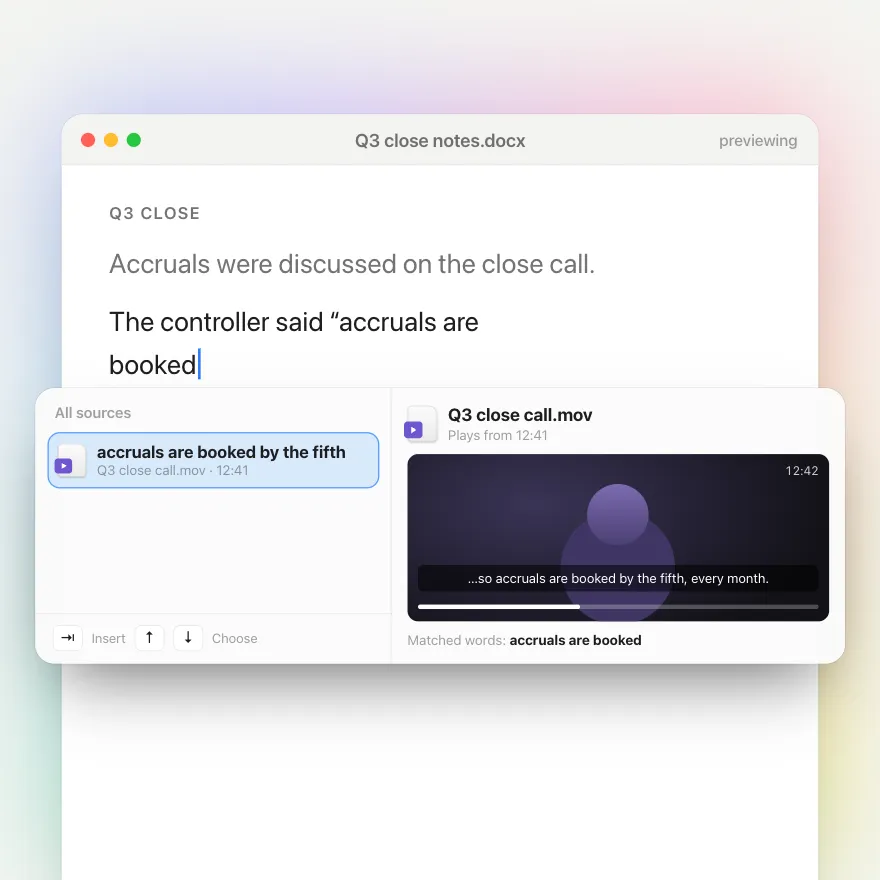 Q3 close notes.docx
previewing
Q3 CLOSE
Accruals were discussed on the close call.
The controller said “accruals are
booked
All sources
accruals are booked by the fifth
Q3 close call.mov · 12:41
Insert
Choose
Q3 close call.mov
Plays from 12:41
12:42
...so accruals are booked by the fifth, every month.
Matched words: accruals are booked